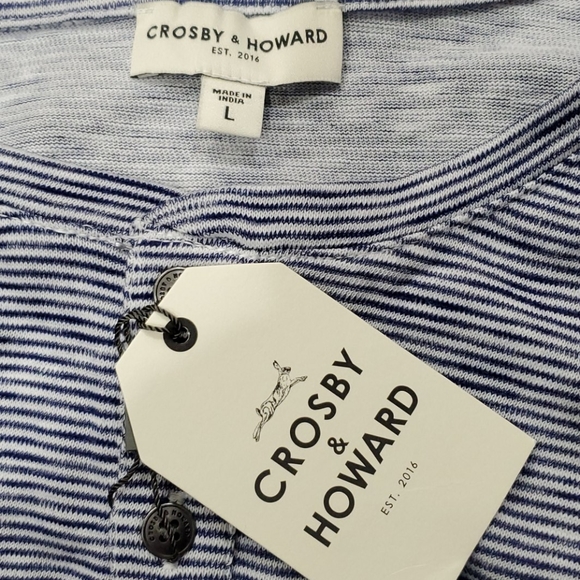 CROSBY & HOWARD
EST. 2016
MADE IN
INDIA
L
CROSBY
&
HOWARD
EST. 2016